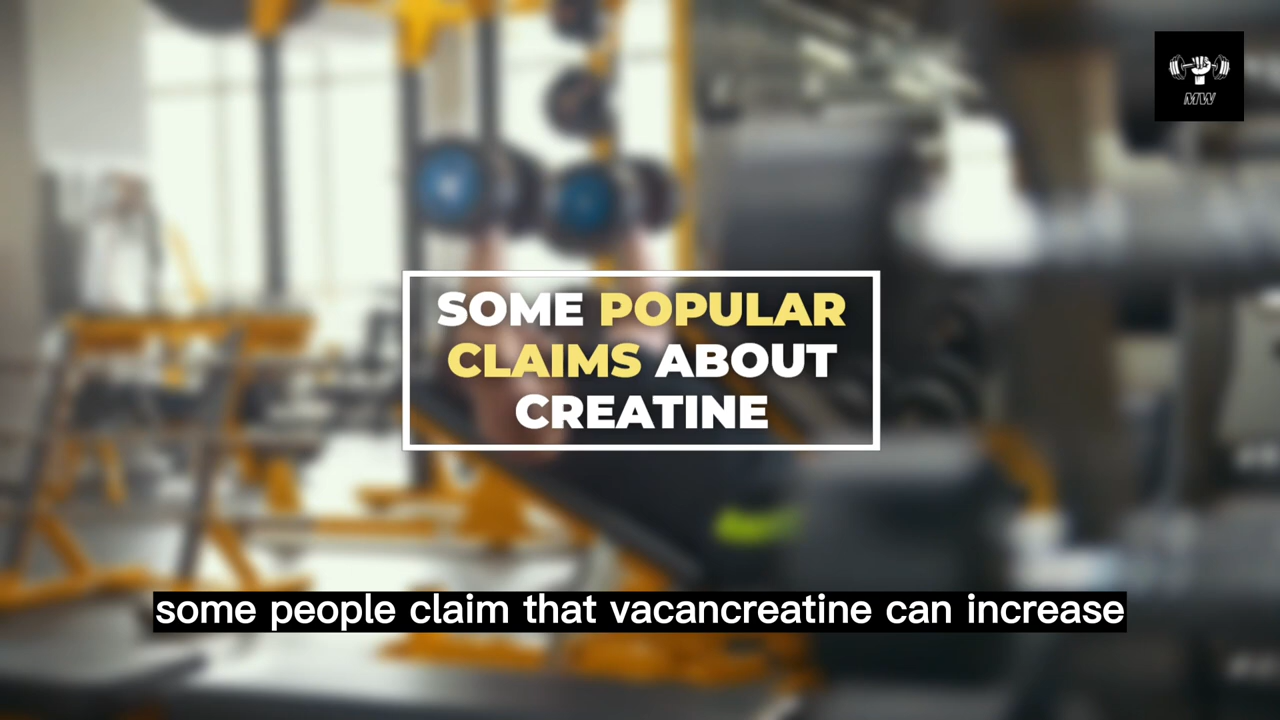 MW
SOME POPULAR
CLAIMS ABOUT
CREATINE
some people claim that vacancreatine can increase